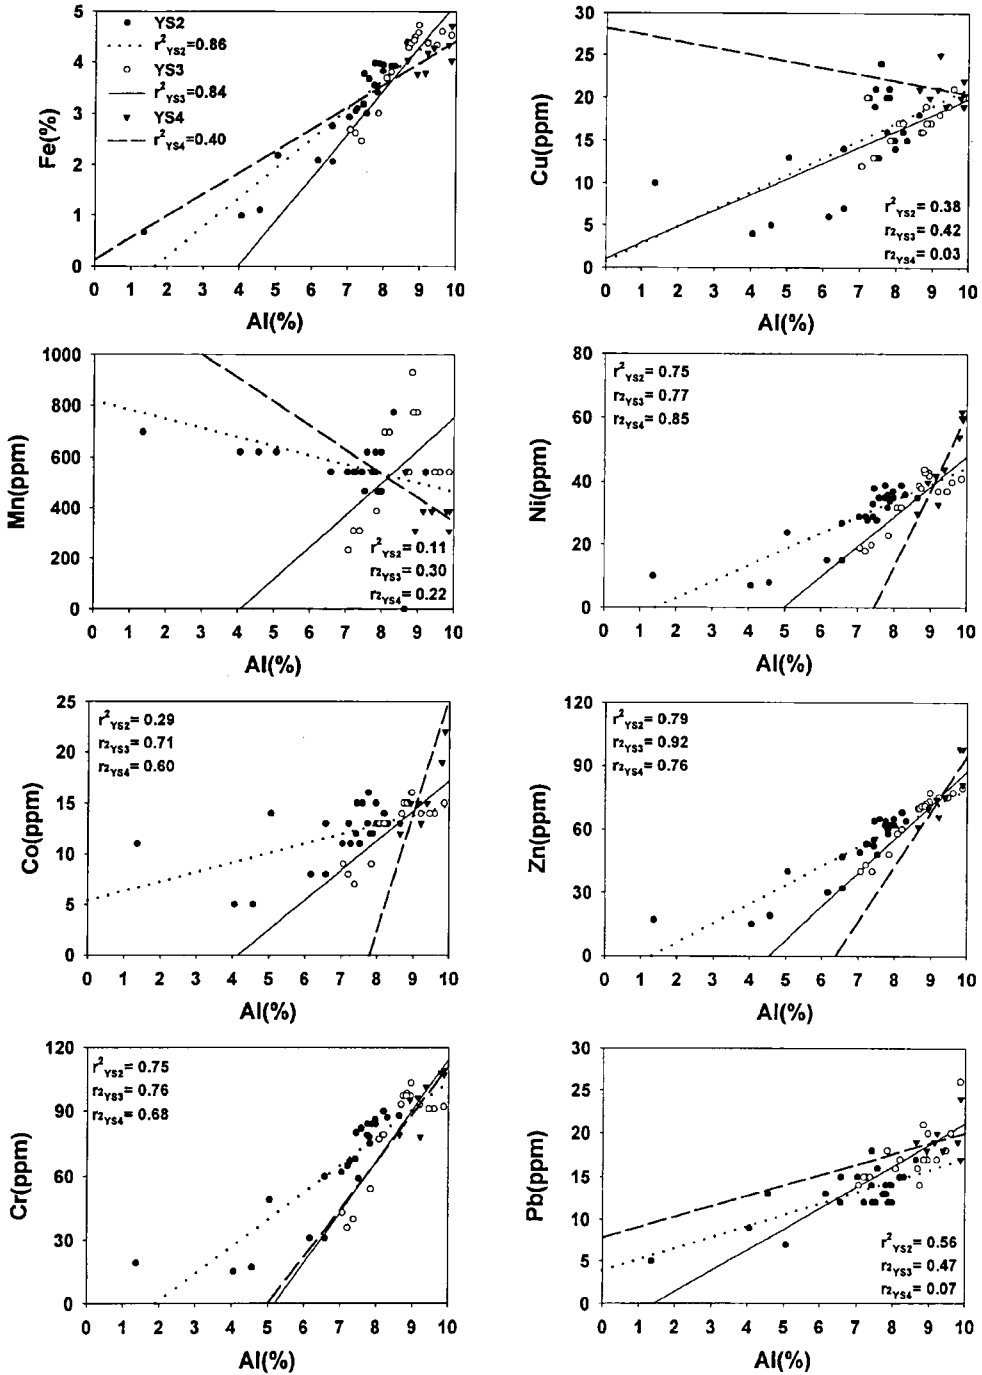 Fe(%)
5
4
3
2
1
0
YS2
r²YS2=0.86
YS3
r²YS3=0.84
YS4
r²YS4=0.40
0 1 2 3 4 5 6 7 8 9 10
Al(%)
Cu(ppm)
30
25
20
15
10
5
0
r²YS2= 0.38
r2YS3= 0.42
r2YS4= 0.03
0 1 2 3 4 5 6 7 8 9 10
Al(%)
Mn(ppm)
1000
800
600
400
200
0
r²YS2= 0.11
r2YS3= 0.30
r2YS4= 0.22
0 1 2 3 4 5 6 7 8 9 10
Al(%)
Ni(ppm)
80
60
40
20
0
r²YS2= 0.75
r2YS3= 0.77
r2YS4= 0.85
0 1 2 3 4 5 6 7 8 9 10
Al(%)
Co(ppm)
25
20
15
10
5
0
r²YS2= 0.29
r2YS3= 0.71
r2YS4= 0.60
0 1 2 3 4 5 6 7 8 9 10
Al(%)
Zn(ppm)
120
90
60
30
0
r²YS2= 0.79
r2YS3= 0.92
r2YS4= 0.76
0 1 2 3 4 5 6 7 8 9 10
Al(%)
Cr(ppm)
120
90
60
30
0
r²YS2= 0.75
r2YS3= 0.76
r2YS4= 0.68
0 1 2 3 4 5 6 7 8 9 10
Al(%)
Pb(ppm)
30
25
20
15
10
5
0
r²YS2= 0.56
r2YS3= 0.47
r2YS4= 0.07
0 1 2 3 4 5 6 7 8 9 10
Al(%)